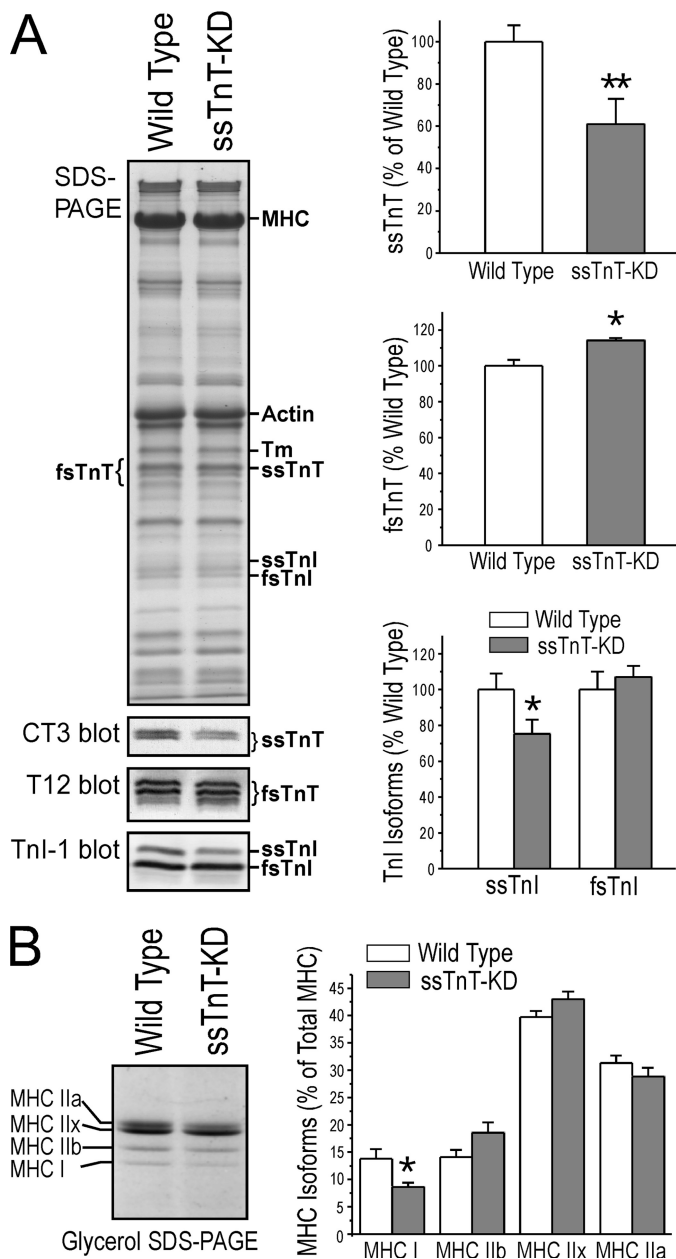 A
Wild Type
ssTnT-KD
SDS-
PAGE
MHC
Actin
Tm
fsTnT{
ssTnT
ssTnI
fsTnI
CT3 blot
}ssTnT
T12 blot
}fsTnT
TnI-1 blot
ssTnI
fsTnI
ssTnT (% of Wild Type)
100
80
60
40
20
0
**
Wild Type
ssTnT-KD
fsTnT (% Wild Type)
120
100
80
60
40
20
0
*
Wild Type
ssTnT-KD
Wild Type
ssTnT-KD
TnI Isoforms (% Wild Type)
120
100
80
60
40
20
0
*
ssTnI
fsTnI
B
Wild Type
ssTnT-KD
MHC IIa
MHC IIx
MHC IIb
MHC I
Glycerol SDS-PAGE
Wild Type
ssTnT-KD
MHC Isoforms (% of Total MHC)
45
40
35
30
25
20
15
10
5
0
*
MHC I
MHC IIb
MHC IIx
MHC IIa